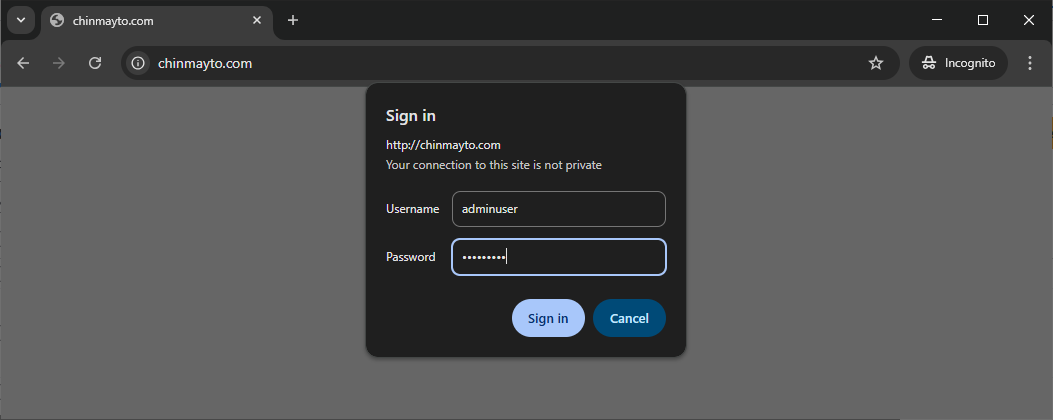 chinmayto.com
chinmayto.com
Incognito
Sign in
http://chinmayto.com
Your connection to this site is not private
Username adminuser
Password •••••••••
Sign in Cancel